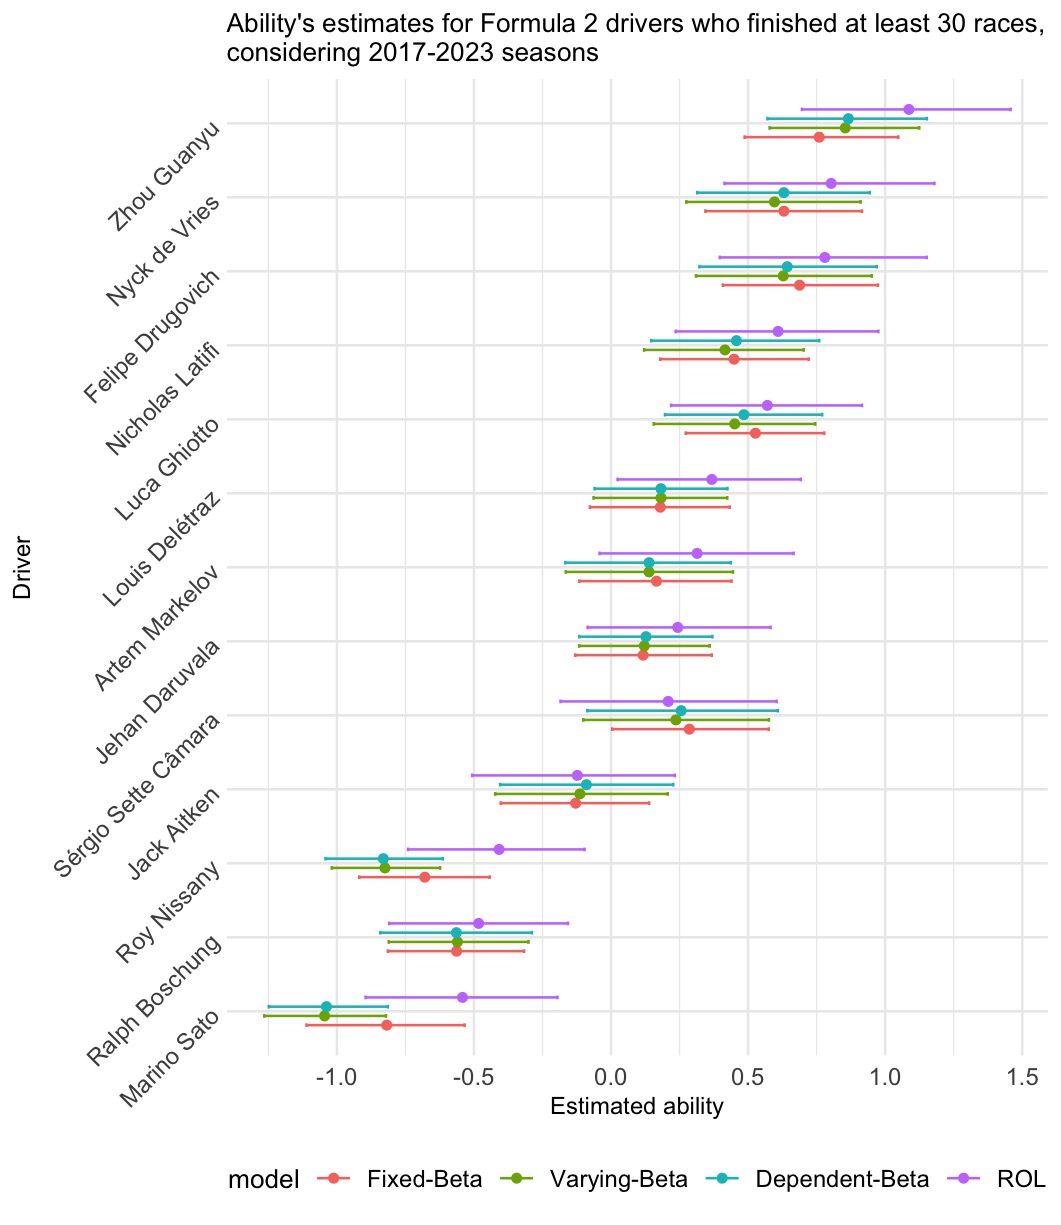 Ability's estimates for Formula 2 drivers who finished at least 30 races,
considering 2017-2023 seasons
Driver
Zhou Guanyu
Nyck de Vries
Felipe Drugovich
Nicholas Latifi
Luca Ghiotto
Louis Delétraz
Artem Markelov
Jehan Daruvala
Sérgio Sette Câmara
Jack Aitken
Roy Nissany
Ralph Boschung
Marino Sato
-1.0 -0.5 0.0 0.5 1.0 1.5
Estimated ability
model Fixed-Beta Varying-Beta Dependent-Beta ROL